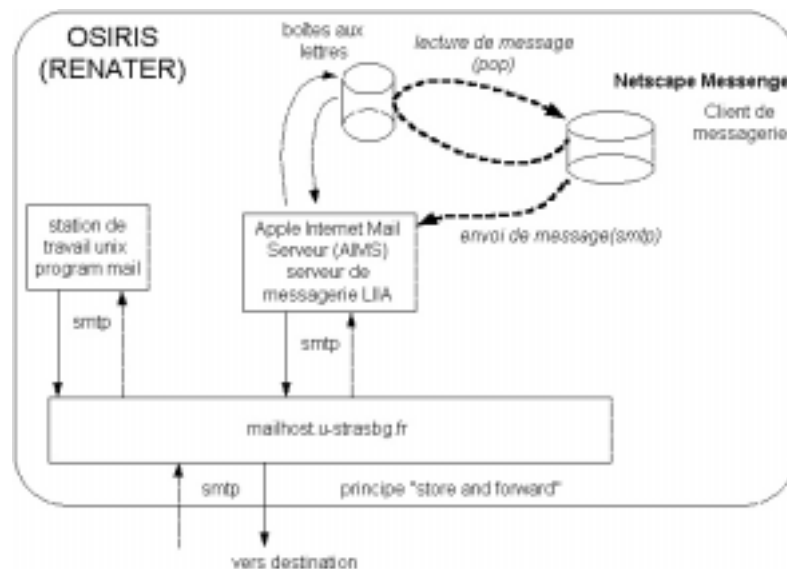 OSIRIS
(RENATER)
boîtes aux
lettres
lecture de message
(pop)
Netscape Messenge
Client de
messagerie
station de
travail unix
program mail
Apple Internet Mail
Serveur (AIMS)
serveur de
messagerie LIIA
envoi de message(smtp)
smtp
smtp
mailhost.u-strasbg.fr
smtp
principe "store and forward"
vers destination